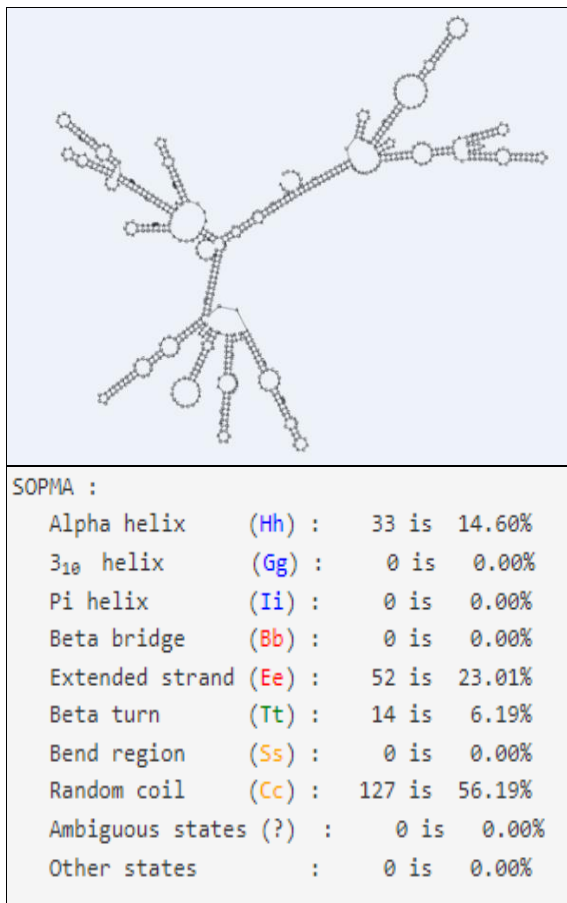 SOPMA :
Alpha helix (Hh) : 33 is 14.60%
3₁₀ helix (Gg) : 0 is 0.00%
Pi helix (Ii) : 0 is 0.00%
Beta bridge (Bb) : 0 is 0.00%
Extended strand (Ee) : 52 is 23.01%
Beta turn (Tt) : 14 is 6.19%
Bend region (Ss) : 0 is 0.00%
Random coil (Cc) : 127 is 56.19%
Ambiguous states (?) : 0 is 0.00%
Other states : 0 is 0.00%